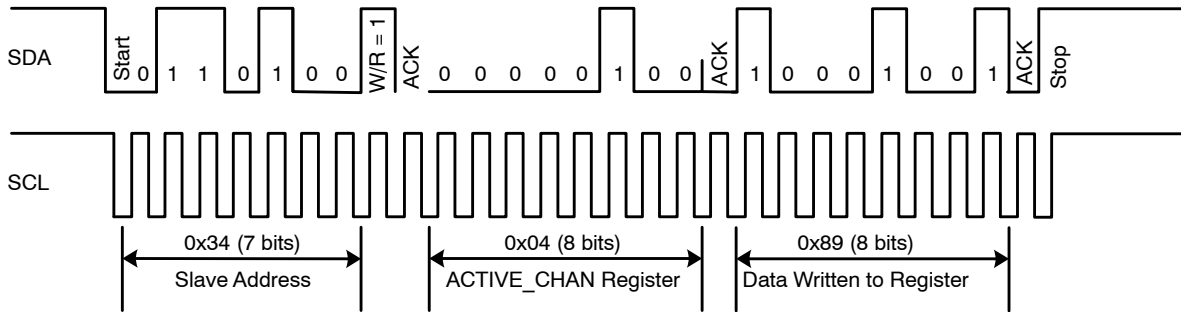 SDA Start 0 1 1 0 1 0 0 W/R = 1 ACK 0 0 0 0 0 1 0 0 ACK 1 0 0 0 1 0 0 1 ACK Stop
SCL
0x34 (7 bits) 0x04 (8 bits) 0x89 (8 bits)
Slave Address ACTIVE_CHAN Register Data Written to Register